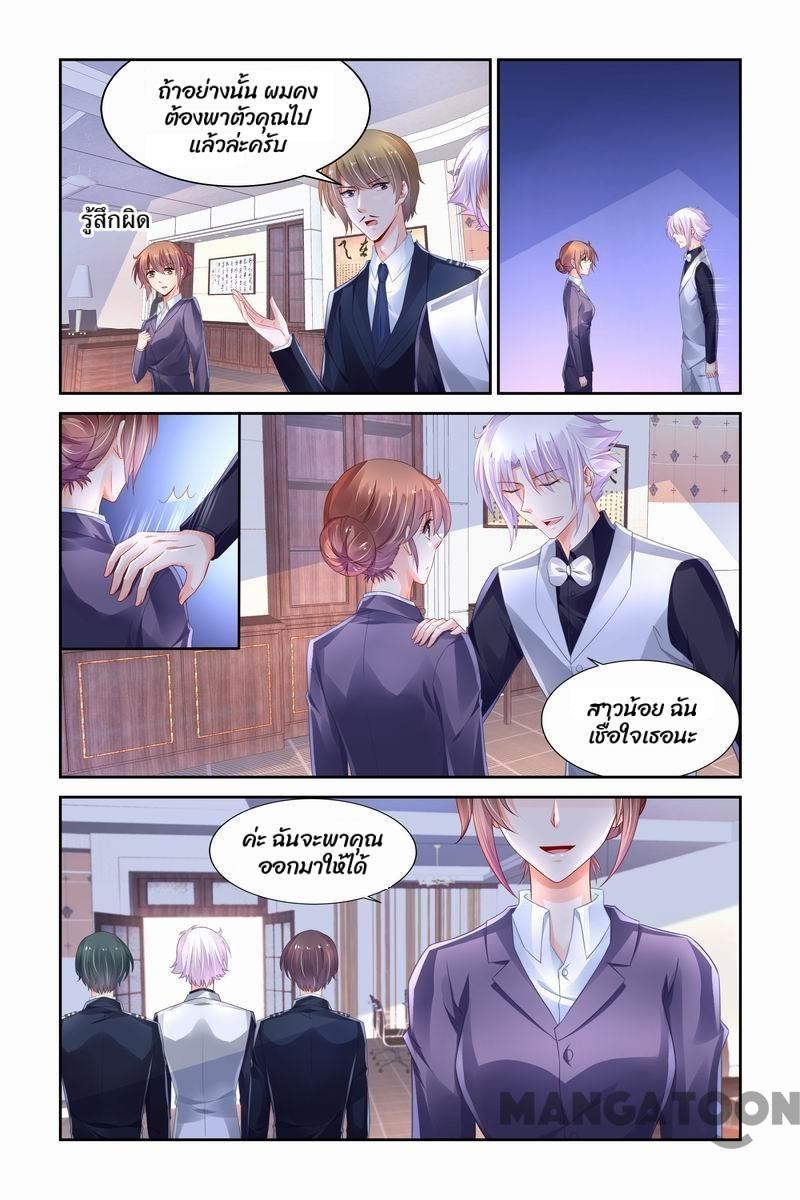 ถ้าอย่างนั้น ผมคง
ต้องพาตัวคุณไป
แล้วล่ะครับ
รู้สึกผิด
สาวน้อย ฉัน
เชื่อใจเธอนะ
ค่ะ ฉันจะพาคุณ
ออกมาให้ได้
MANGATOON